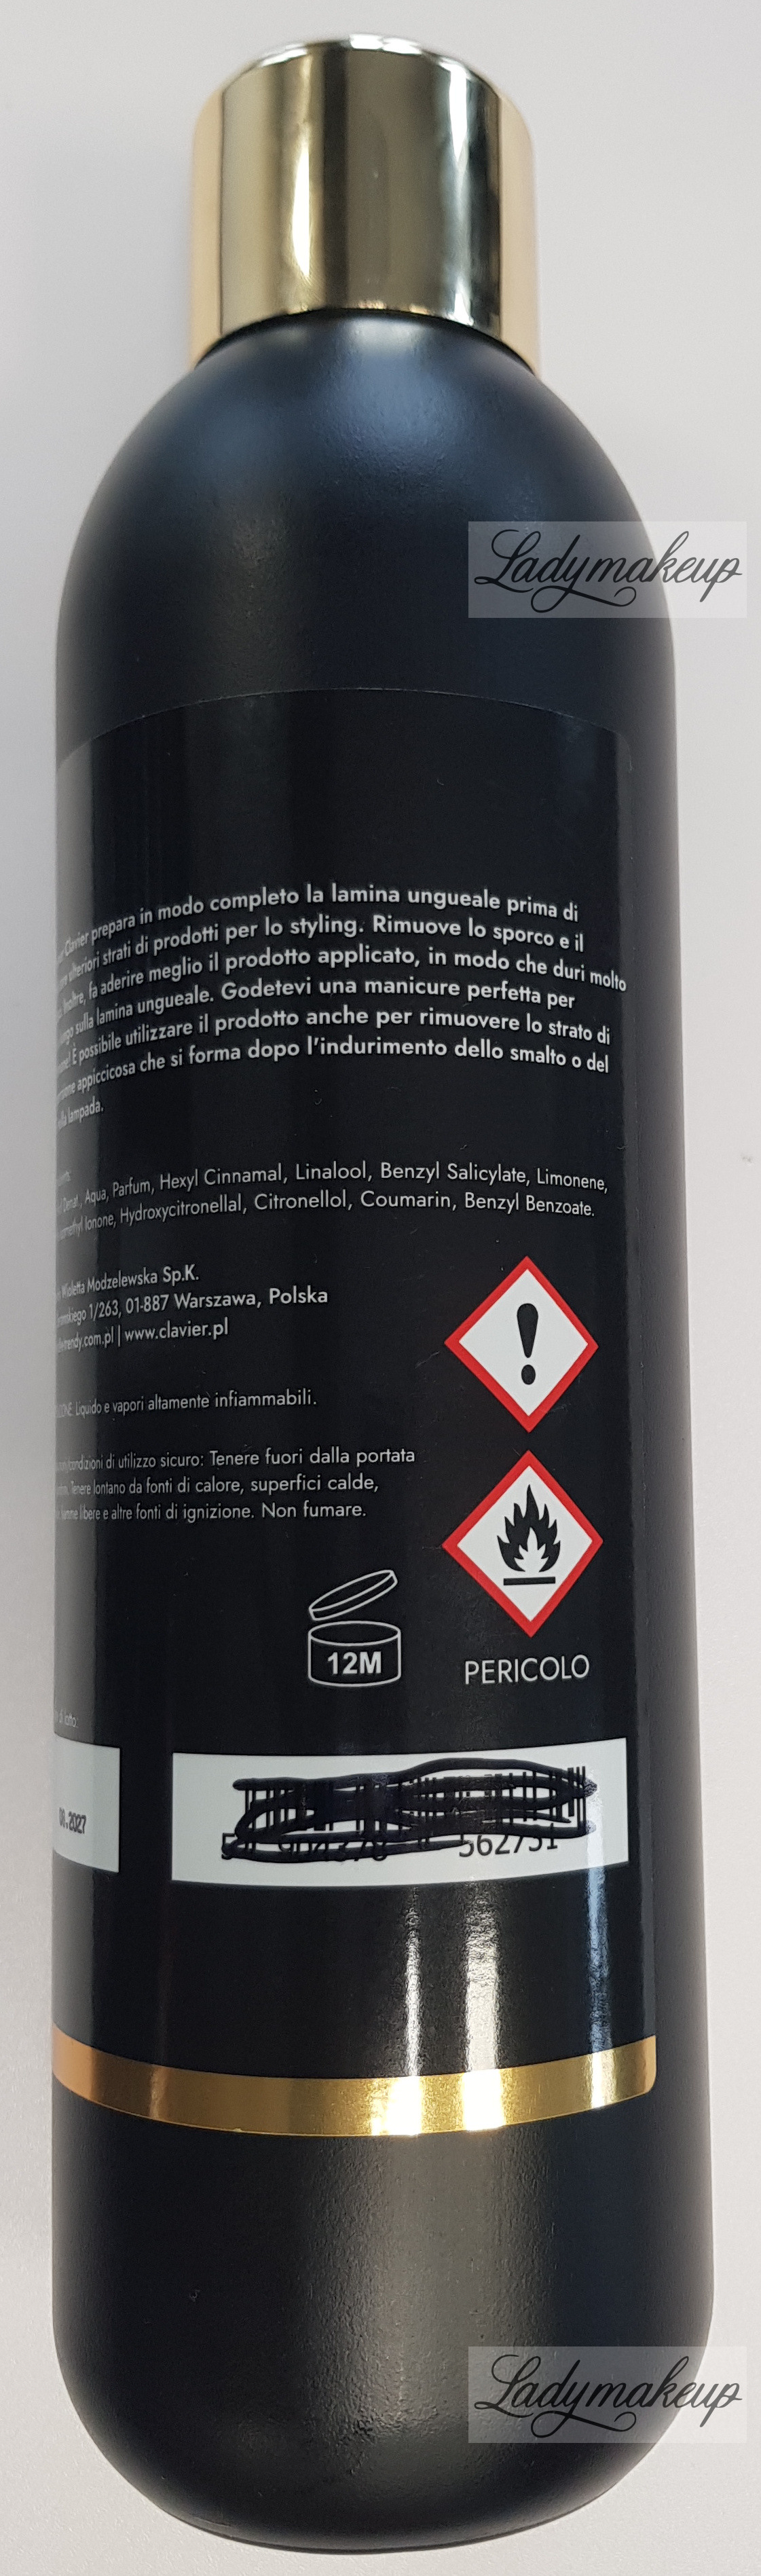 Ladymakeup
Clavier prepara in modo completo la lamina ungueale prima di
ulteriori strati di prodotti per lo styling. Rimuove lo sporco e il
Inoltre, fa aderire meglio il prodotto applicato, in modo che duri molto
sulla lamina ungueale. Godetevi una manicure perfetta per
È possibile utilizzare il prodotto anche per rimuovere lo strato di
appiccicosa che si forma dopo l'indurimento dello smalto o del
lampada.
Denat., Aqua, Parfum, Hexyl Cinnamal, Linalool, Benzyl Salicylate, Limonene,
Ionone, Hydroxycitronellal, Citronellol, Coumarin, Benzyl Benzoate.
Wioletta Modzelewska Sp.K.
1/263, 01-887 Warszawa, Polska
www.clavier.pl
Liquido e vapori altamente infiammabili.
di utilizzo sicuro: Tenere fuori dalla portata
Tenere lontano da fonti di calore, superfici calde,
libere e altre fonti di ignizione. Non fumare.
12M
PERICOLO
di lotto:
08.2027
562751
Ladymakeup